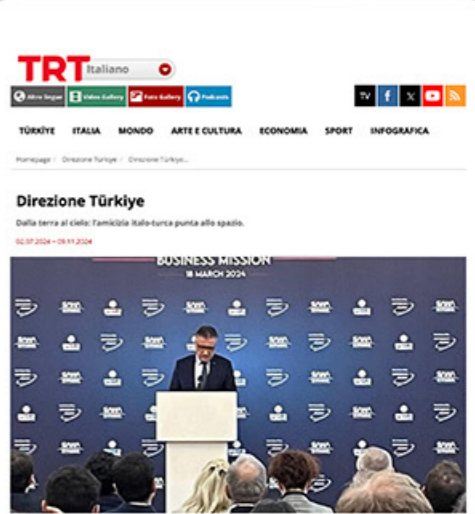 TRT Italiano
Altre lingue Video Gallery Foto Gallery Podcasts
TV f X
TÜRKİYE ITALIA MONDO ARTE E CULTURA ECONOMIA SPORT INFOGRAFICA
Homepage / Direzione Türkiye / Direzione Türkiye...
Direzione Türkiye
Dalla terra al cielo: l'amicizia italo-turca punta allo spazio.
02.07.2024 ~ 09.11.2024
BUSINESS MISSION
18 MARCH 2024